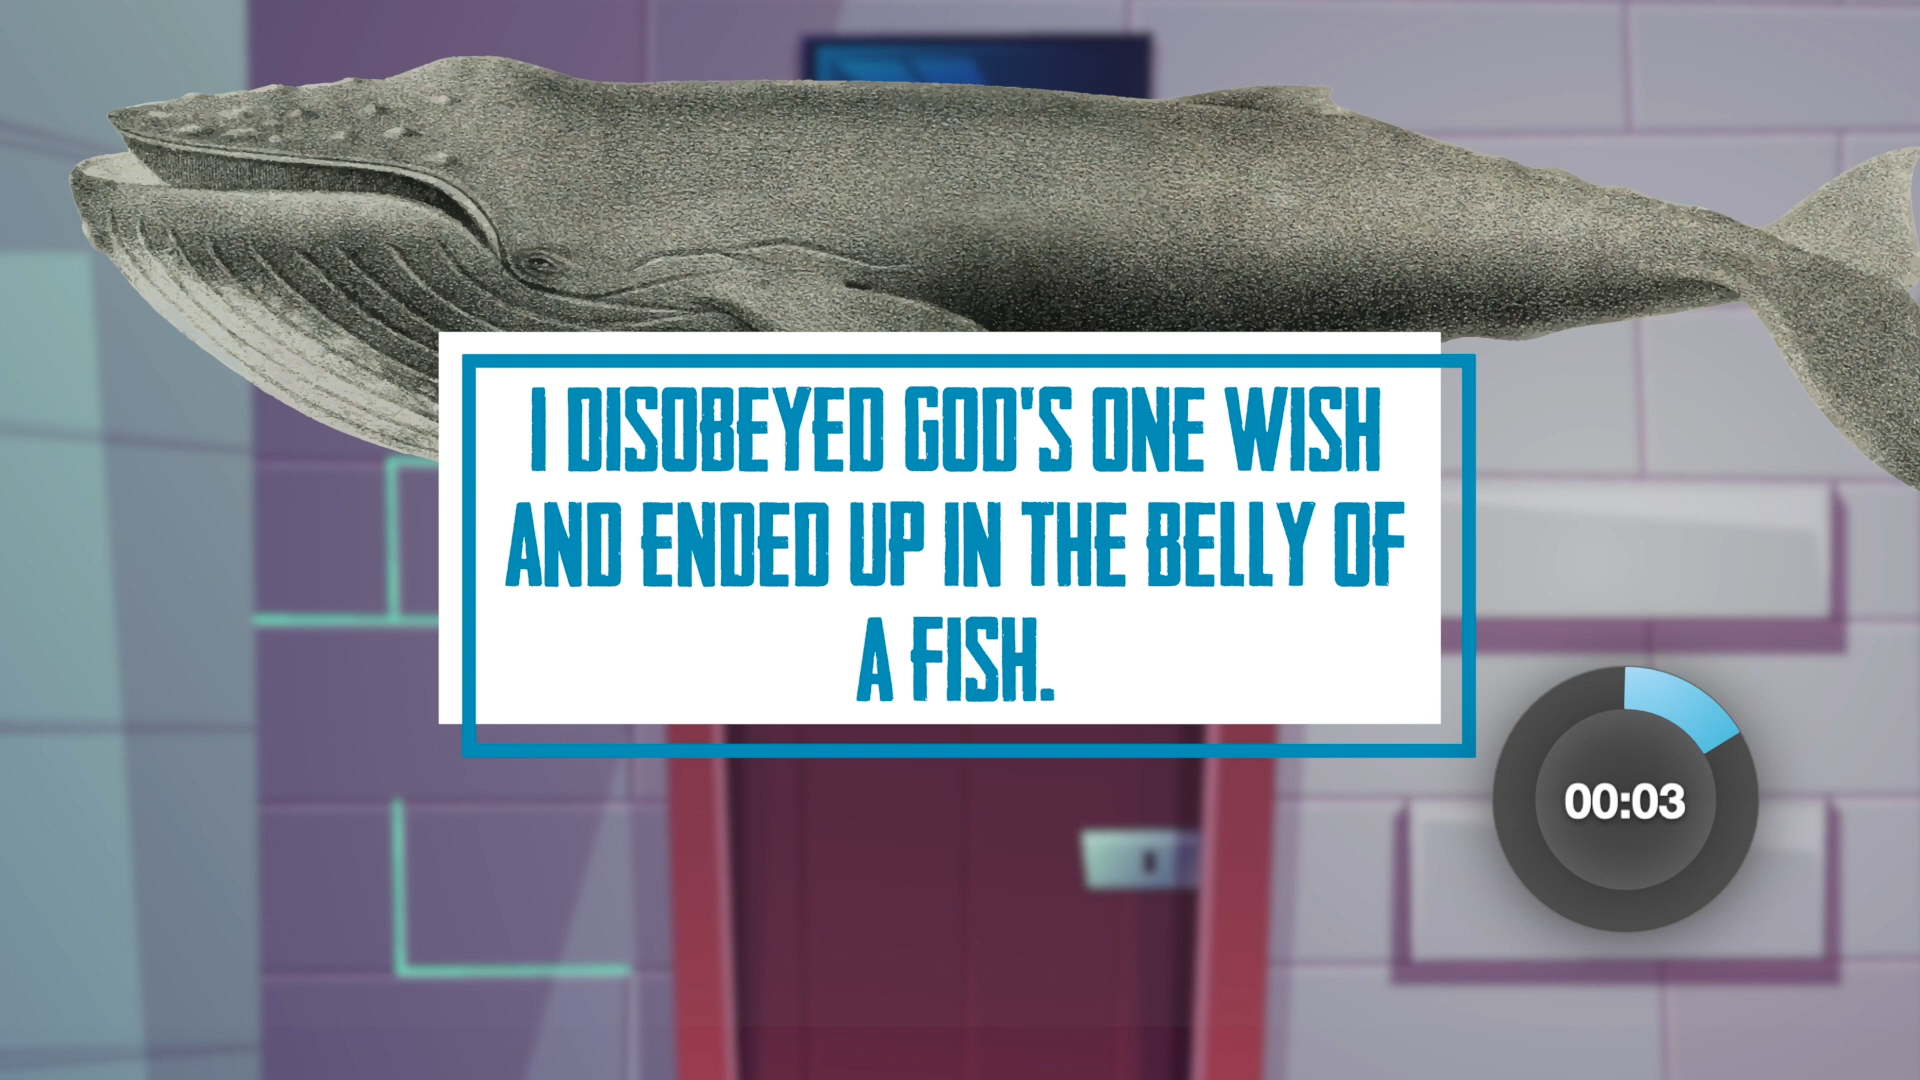 I DISOBEYED GOD'S ONE WISH
AND ENDED UP IN THE BELLY OF
A FISH.
00:03